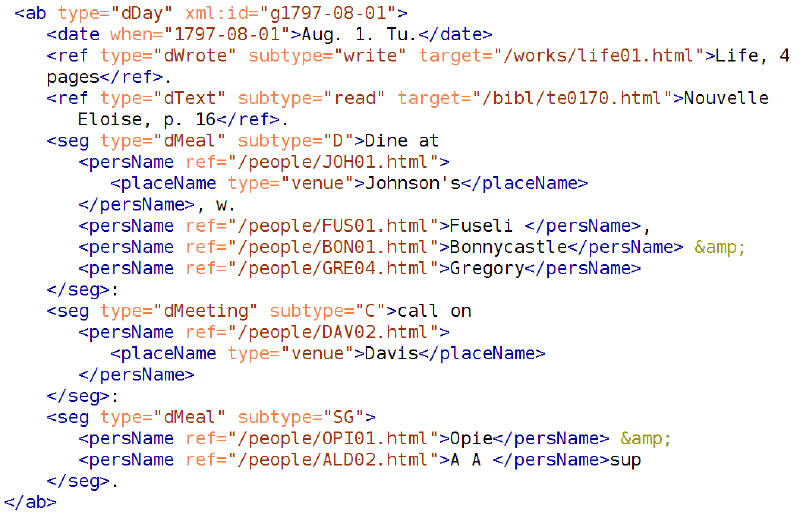 <ab type="dDay" xml:id="g1797-08-01">
<date when="1797-08-01">Aug. 1. Tu.</date>
<ref type="dWrote" subtype="write" target="/works/life01.html">Life, 4
pages</ref>.
<ref type="dText" subtype="read" target="/bibl/te0170.html">Nouvelle
Eloise, p. 16</ref>.
<seg type="dMeal" subtype="D">Dine at
<persName ref="/people/JOH01.html">
<placeName type="venue">Johnson's</placeName>
</persName>, w.
<persName ref="/people/FUS01.html">Fuseli </persName>,
<persName ref="/people/BON01.html">Bonnycastle</persName> &amp;
<persName ref="/people/GRE04.html">Gregory</persName>
</seg>:
<seg type="dMeeting" subtype="C">call on
<persName ref="/people/DAV02.html">
<placeName type="venue">Davis</placeName>
</persName>
</seg>:
<seg type="dMeal" subtype="SG">
<persName ref="/people/OPI01.html">Opie</persName> &amp;
<persName ref="/people/ALD02.html">A A </persName>sup
</seg>.
</ab>